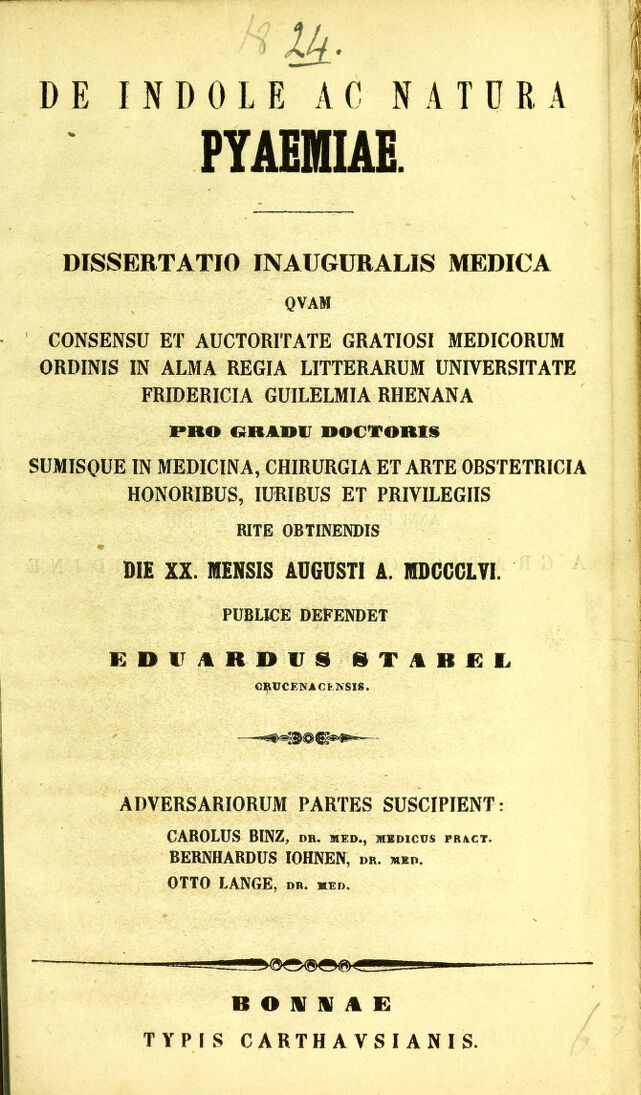 18 24.
DE INDOLE AC NATURA
PYAEMIAE.
DISSERTATIO INAUGURALIS MEDICA
QVAM
CONSENSU ET AUCTORITATE GRATIOSI MEDICORUM
ORDINIS IN ALMA REGIA LITTERARUM UNIVERSITATE
FRIDERICIA GUILELMIA RHENANA
PRO GRADU DOCTORIS
SUMISQUE IN MEDICINA, CHIRURGIA ET ARTE OBSTETRICIA
HONORIBUS, IURIBUS ET PRIVILEGIIS
RITE OBTINENDIS
DIE XX. MENSIS AUGUSTI A. MDCCCLVI.
PUBLICE DEFENDET
EDUARDUS STABEL
CRUCENACENSIS.
ADVERSARIORUM PARTES SUSCIPIENT:
CAROLUS BINZ, DR. MED., MEDICUS PRACT.
BERNHARDUS IOHNEN, DR. MED.
OTTO LANGE, DR. MED.
BONNAE
TYPIS CARTHAVSIANIS.